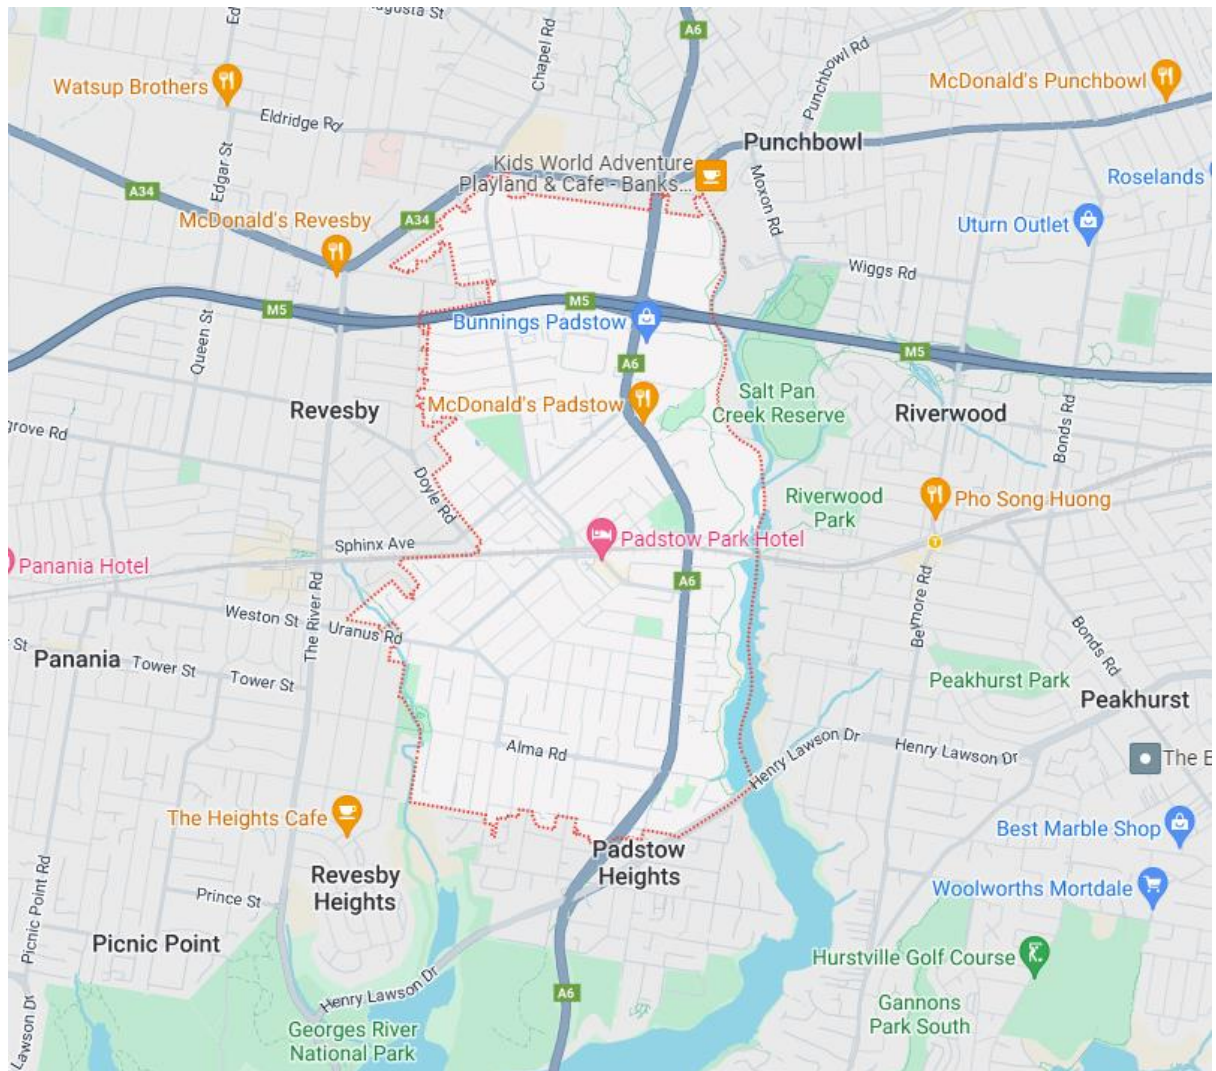 Ed
Augusta St
A6
Chapel Rd
Punchbowl Rd
Watsup Brothers
McDonald's Punchbowl
Eldridge Rd
Punchbowl
Kids World Adventure
Playland & Cafe - Banks...
Edgar St
A34
Moxon Rd
Roselands
McDonald's Revesby
A34
Uturn Outlet
Wiggs Rd
M5
M5
Bunnings Padstow
Queen St
M5
A6
McDonald's Padstow
Salt Pan
Creek Reserve
Revesby
Riverwood
grove Rd
Bonds Rd
Doyle Rd
Riverwood
Park
Pho Song Huong
Padstow Park Hotel
Sphinx Ave
Panania Hotel
A6
The River Rd
Belmore Rd
Weston St
Uranus Rd
St
Panania
Tower St
Tower St
Bonds Rd
Peakhurst Park
Peakhurst
Alma Rd
Henry Lawson Dr
Henry Lawson Dr
The B
The Heights Cafe
Best Marble Shop
Padstow
Heights
Revesby
Heights
Woolworths Mortdale
Prince St
Picnic Point Rd
Picnic Point
Hurstville Golf Course
Henry Lawson Dr
A6
Gannons
Park South
Georges River
National Park
Lawson Dr